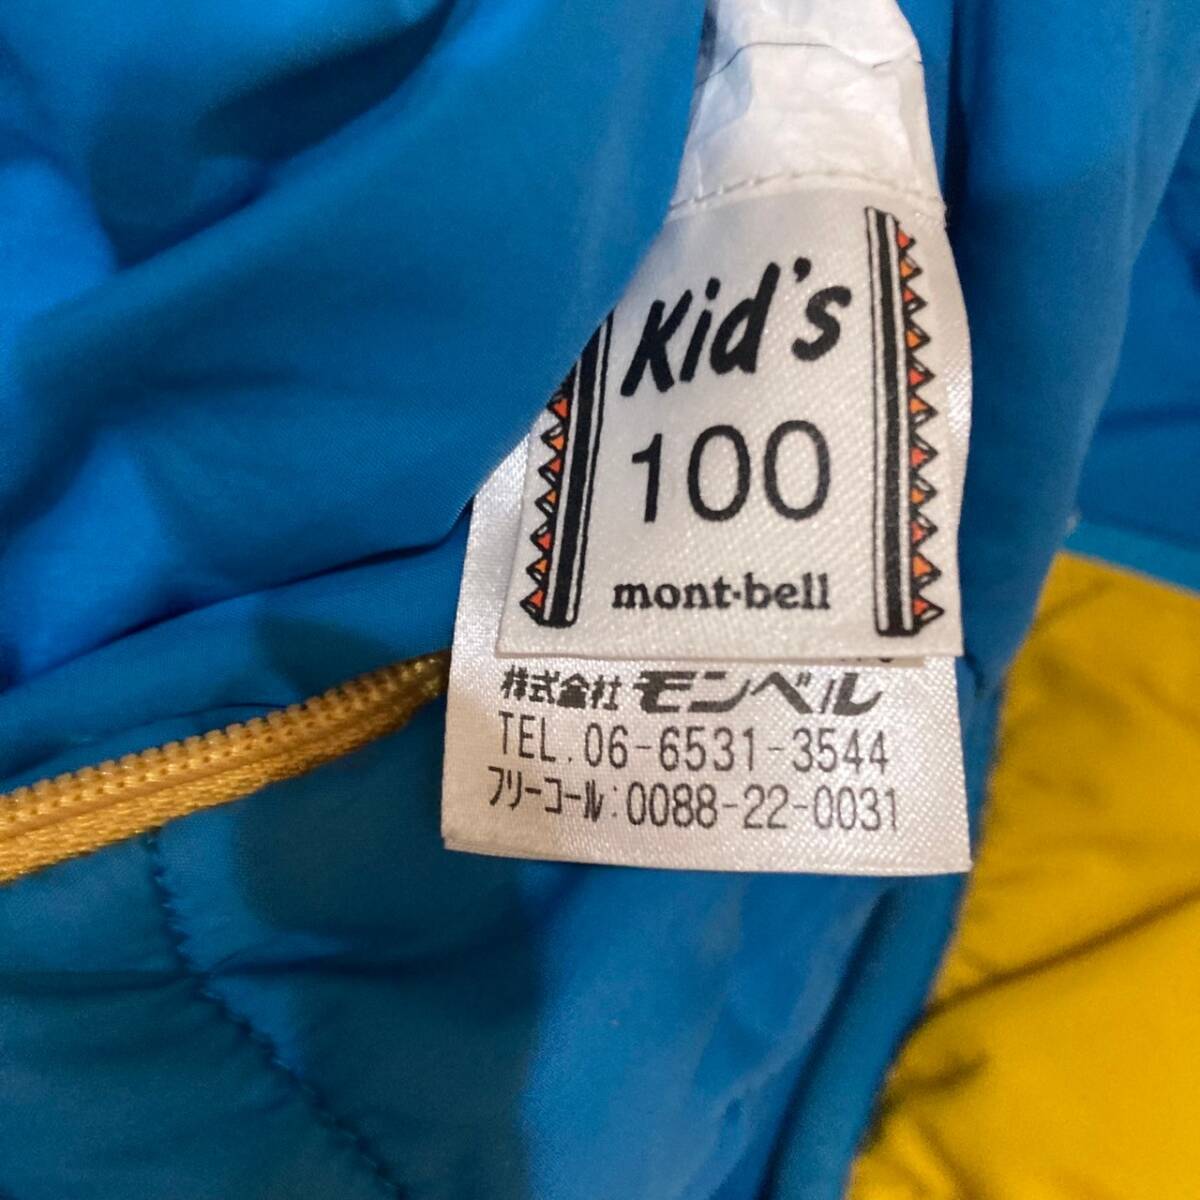 Kid's
100
mont-bell
株式会社 モンベル
TEL.06-6531-3544
フリーコール:0088-22-0031